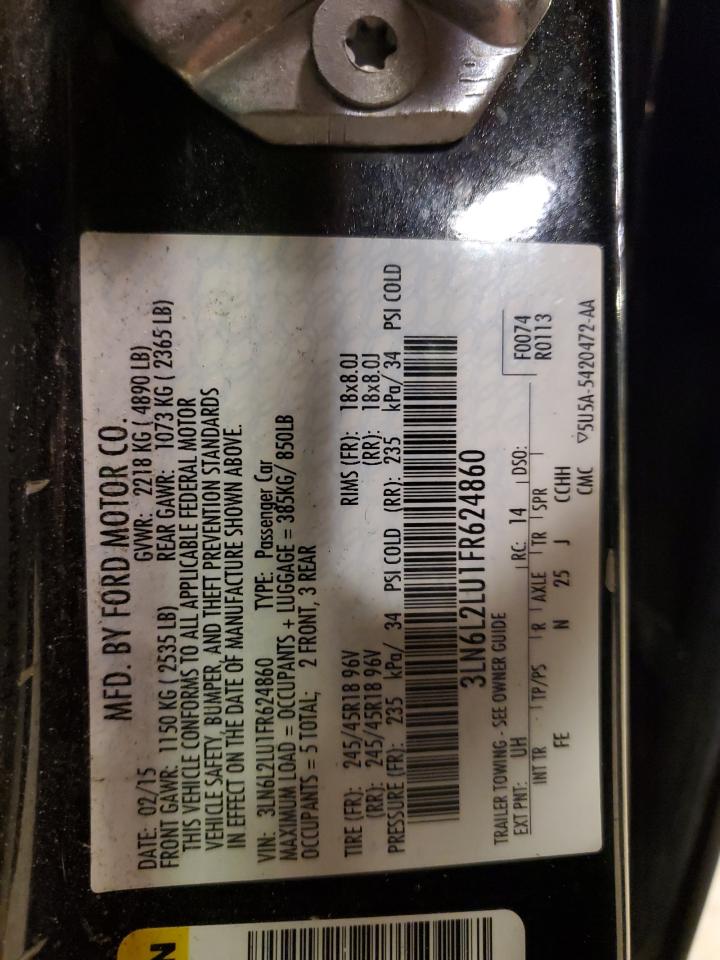 MFD. BY FORD MOTOR CO.
DATE: 02/15 GVWR: 2218 KG ( 4890 LB)
FRONT GAWR: 1150 KG ( 2535 LB) REAR GAWR: 1073 KG ( 2365 LB)
THIS VEHICLE CONFORMS TO ALL APPLICABLE FEDERAL MOTOR
VEHICLE SAFETY, BUMPER, AND THEFT PREVENTION STANDARDS
IN EFFECT ON THE DATE OF MANUFACTURE SHOWN ABOVE.
VIN: 3LN6L2LU1FR624860 TYPE: Passenger Car
MAXIMUM LOAD = OCCUPANTS + LUGGAGE = 385KG/ 850LB
OCCUPANTS = 5 TOTAL; 2 FRONT, 3 REAR
TIRE (FR): 245/45R18 96V RIMS (FR): 18x8.0J
(RR): 245/45R18 96V (RR): 18x8.0J
PRESSURE (FR): 235 kPa/ 34 PSI COLD (RR): 235 kPa/ 34 PSI COLD
3LN6L2LU1FR624860
TRAILER TOWING - SEE OWNER GUIDE
EXT PNT: UH RC: 14 DSO: F0074
R0113
INT TR TP/PS R AXLE TR SPR
FE N 25 J CCHH
CMC ▽5U5A-5420472-AA
N